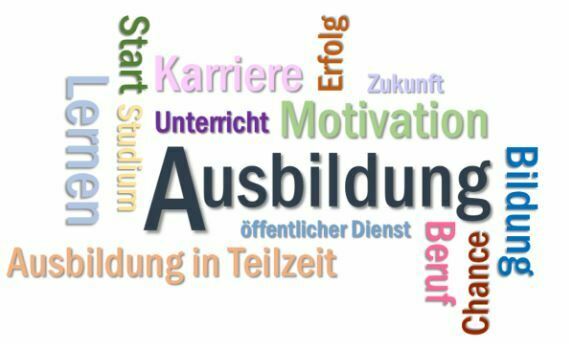 Start
Karriere
Erfolg
Zukunft
Lernen
Studium
Unterricht
Motivation
Ausbildung
Bildung
öffentlicher Dienst
Beruf
Chance
Ausbildung in Teilzeit